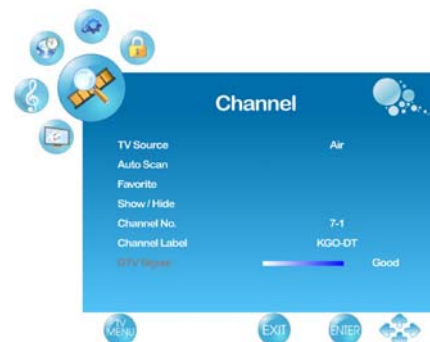 Channel
TV Source Air
Auto Scan
Favorite
Show / Hide
Channel No. 7-1
Channel Label KGO-DT
DTV Signal Good
TV MENU EXIT ENTER